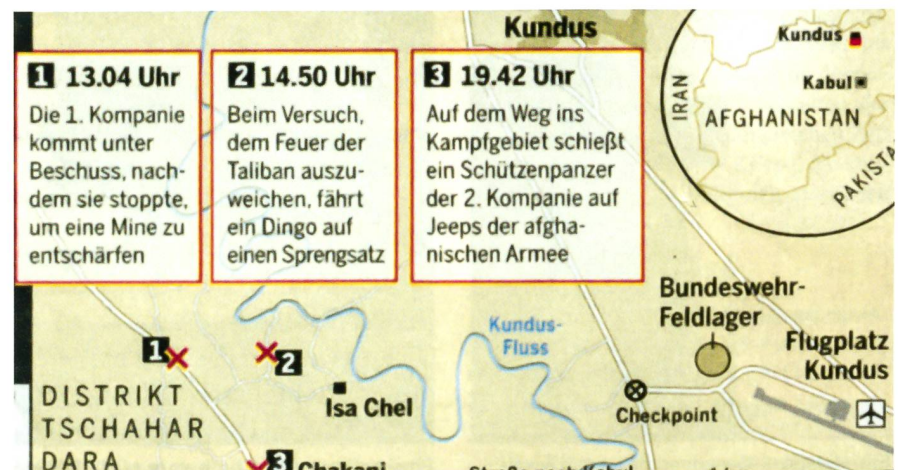 Kundus
1 13.04 Uhr
Die 1. Kompanie
kommt unter
Beschuss, nach-
dem sie stoppte,
um eine Mine zu
entschärfen
2 14.50 Uhr
Beim Versuch,
dem Feuer der
Taliban auszu-
weichen, fährt
ein Dingo auf
einen Sprengsatz
3 19.42 Uhr
Auf dem Weg ins
Kampfgebiet schießt
ein Schützenpanzer
der 2. Kompanie auf
Jeeps der afgha-
nischen Armee
Kundus
Kabul
IRAN
AFGHANISTAN
PAKISTA
Bundeswehr-
Feldlager
Kundus-
Fluss
Flugplatz
Kundus
1
2
Isa Chel
Checkpoint
DISTRIKT
TSCHAHAR
DARA
3